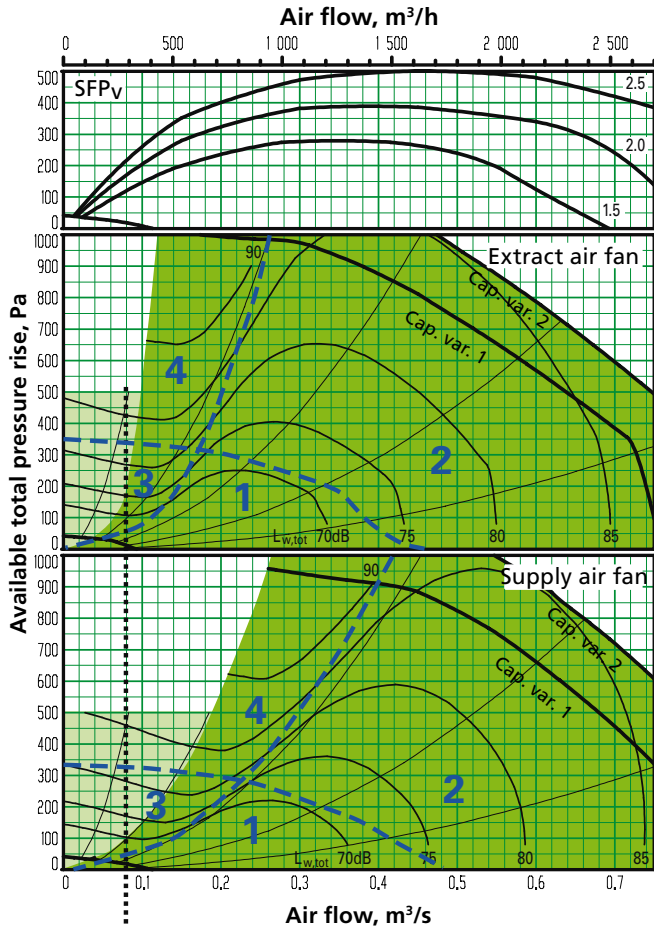 Air flow, m³/h
0 500 1 000 1 500 2 000 2 500
SFPv
500
400
300
200
100
0
2.5
2.0
1.5
Available total pressure rise, Pa
Extract air fan
1000
900
800
700
600
500
400
300
200
100
0
90
Cap. var. 2
Cap. var. 1
4
3
1
2
Lw,tot 70dB 75 80 85
Supply air fan
1000
900
800
700
600
500
400
300
200
100
0
90
Cap. var. 2
Cap. var. 1
4
3
1
2
Lw,tot 70dB 75 80 85
0 0.1 0.2 0.3 0.4 0.5 0.6 0.7
Air flow, m³/s